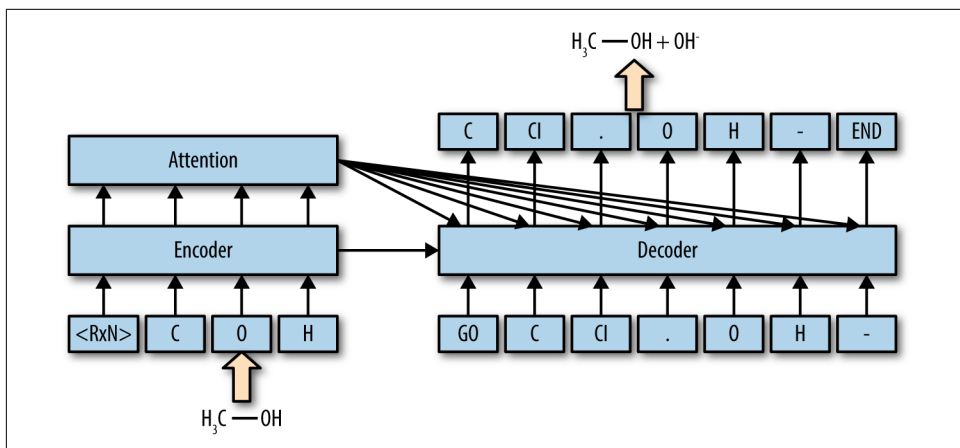 H₃C — OH + OH⁻
C Cl . O H - END
Attention
Encoder Decoder
<RxN> C O H GO C Cl . O H -
H₃C — OH